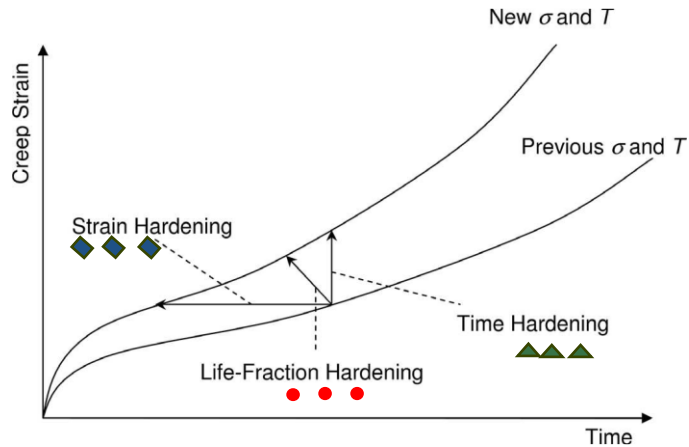 New σ and T
Creep Strain
Previous σ and T
Strain Hardening
Time Hardening
Life-Fraction Hardening
Time